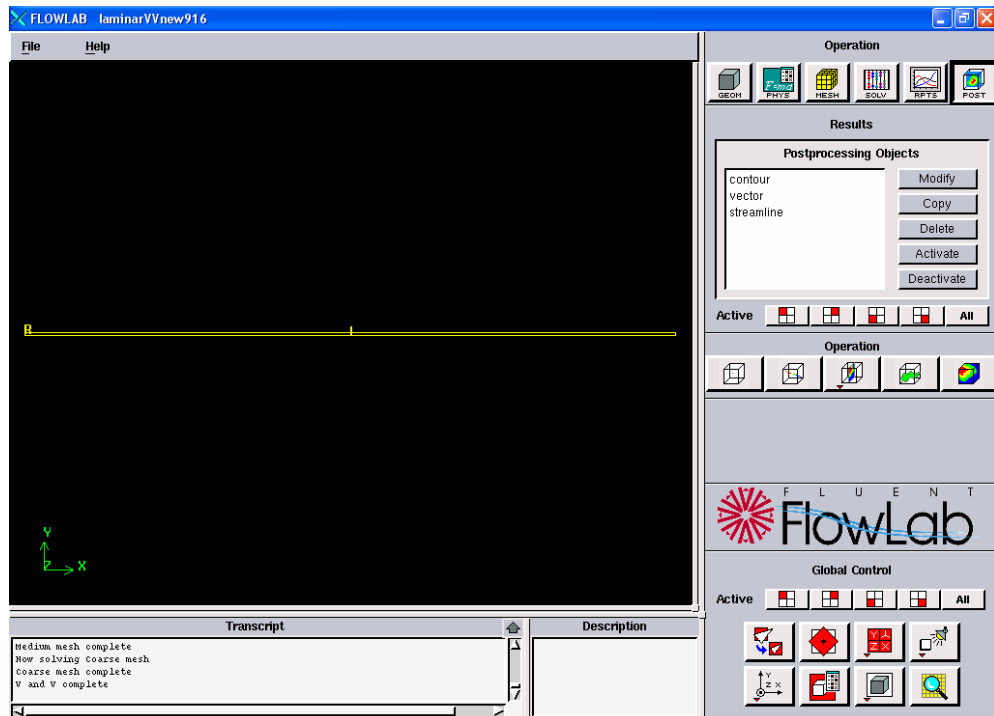 FLOWLAB laminarVVnew916
File Help
Operation
GEOM F=ma PHYS MESH SOLV RPTS POST
Results
Postprocessing Objects
contour
vector
streamline
Modify
Copy
Delete
Activate
Deactivate
Active All
Operation
R
Y
Z X
FLUENT
FlowLab
Global Control
Active All
Y
Z X
Y
Z X
Transcript
Medium mesh complete
Now solving Coarse mesh
Coarse mesh complete
V and V complete
Description